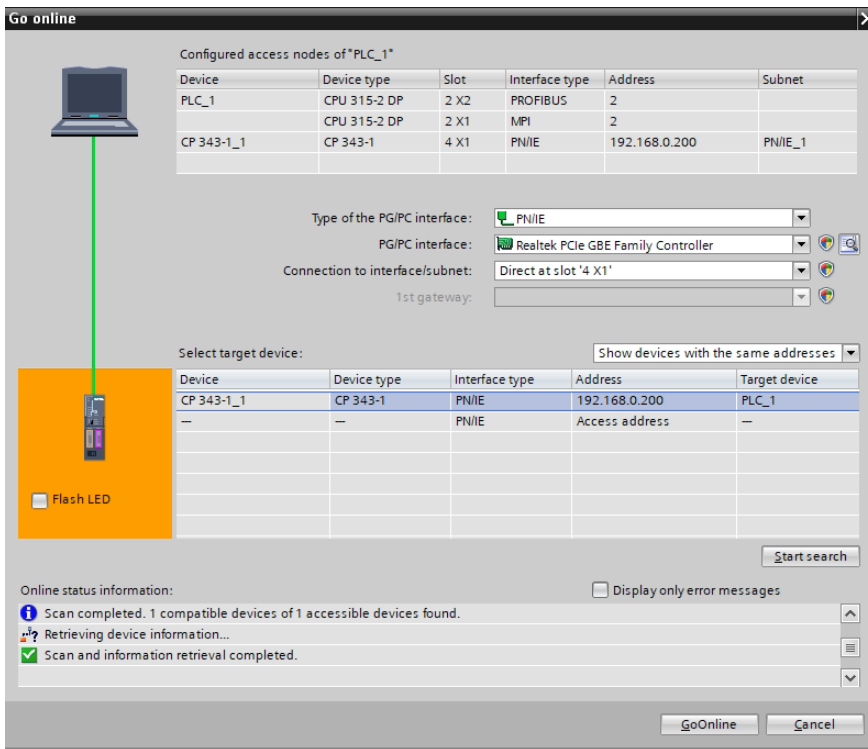 Go online
Configured access nodes of "PLC_1"
Device Device type Slot Interface type Address Subnet
PLC_1 CPU 315-2 DP 2 X2 PROFIBUS 2
CPU 315-2 DP 2 X1 MPI 2
CP 343-1_1 CP 343-1 4 X1 PN/IE 192.168.0.200 PN/IE_1
Type of the PG/PC interface: PN/IE
PG/PC interface: Realtek PCIe GBE Family Controller
Connection to interface/subnet: Direct at slot '4 X1'
1st gateway:
Select target device: Show devices with the same addresses
Device Device type Interface type Address Target device
CP 343-1_1 CP 343-1 PN/IE 192.168.0.200 PLC_1
— — PN/IE Access address —
Flash LED
Start search
Online status information: Display only error messages
Scan completed. 1 compatible devices of 1 accessible devices found.
Retrieving device information...
Scan and information retrieval completed.
GoOnline Cancel